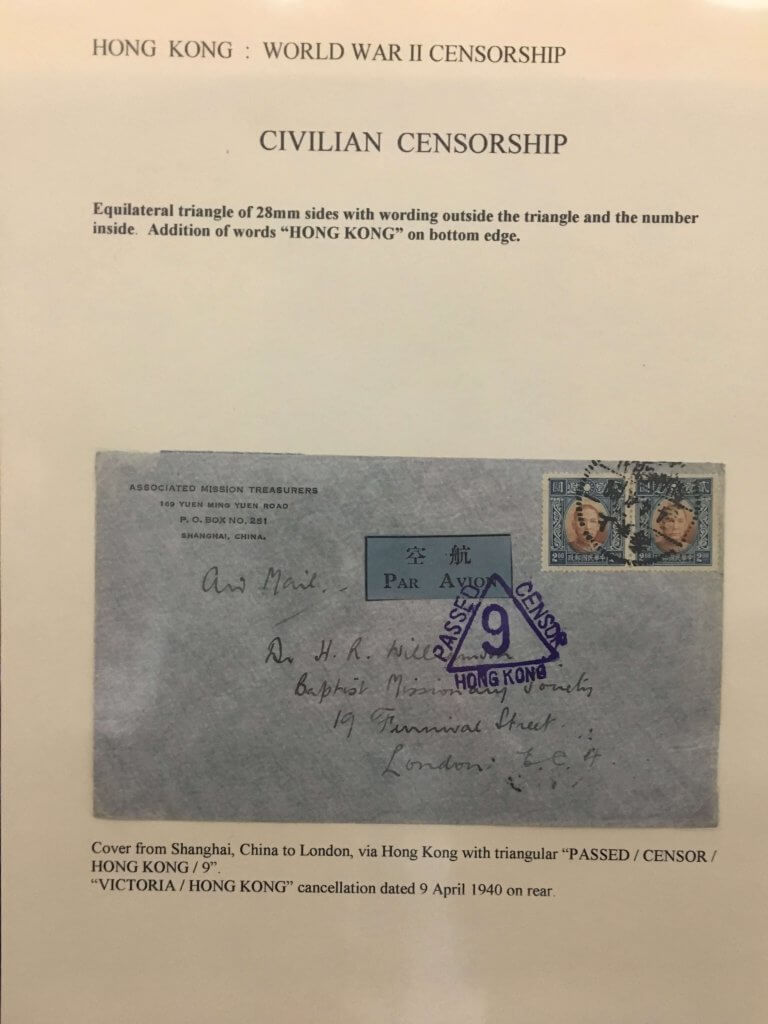 HONG KONG : WORLD WAR II CENSORSHIP
CIVILIAN CENSORSHIP
Equilateral triangle of 28mm sides with wording outside the triangle and the number
inside. Addition of words “HONG KONG” on bottom edge.
ASSOCIATED MISSION TREASURERS
169 YUEN MING YUEN ROAD
P. O. BOX NO. 251
SHANGHAI, CHINA.
空 航
PAR AVION
Air Mail.
PASSED CENSOR
9
HONG KONG
Dr H. R.
Baptist Missionary Society
19 Furnival Street
London E.C.4.
Cover from Shanghai, China to London, via Hong Kong with triangular “PASSED / CENSOR /
HONG KONG / 9”.
“VICTORIA / HONG KONG” cancellation dated 9 April 1940 on rear.